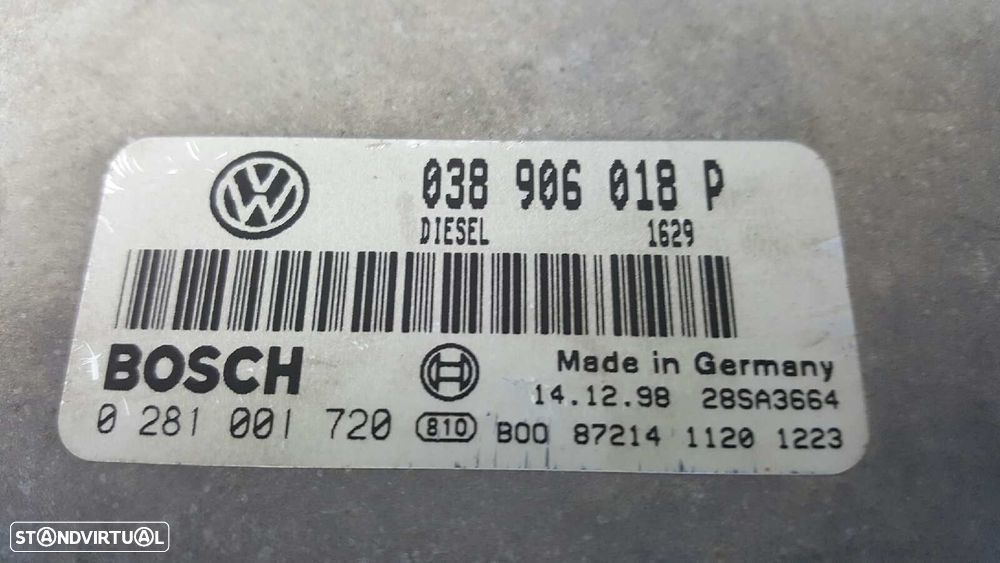 038 906 018 P
DIESEL 1629
BOSCH
Made in Germany
14.12.98 28SA3664
0 281 001 720 810 B00 87214 1120 1223
STANDVIRTUAL